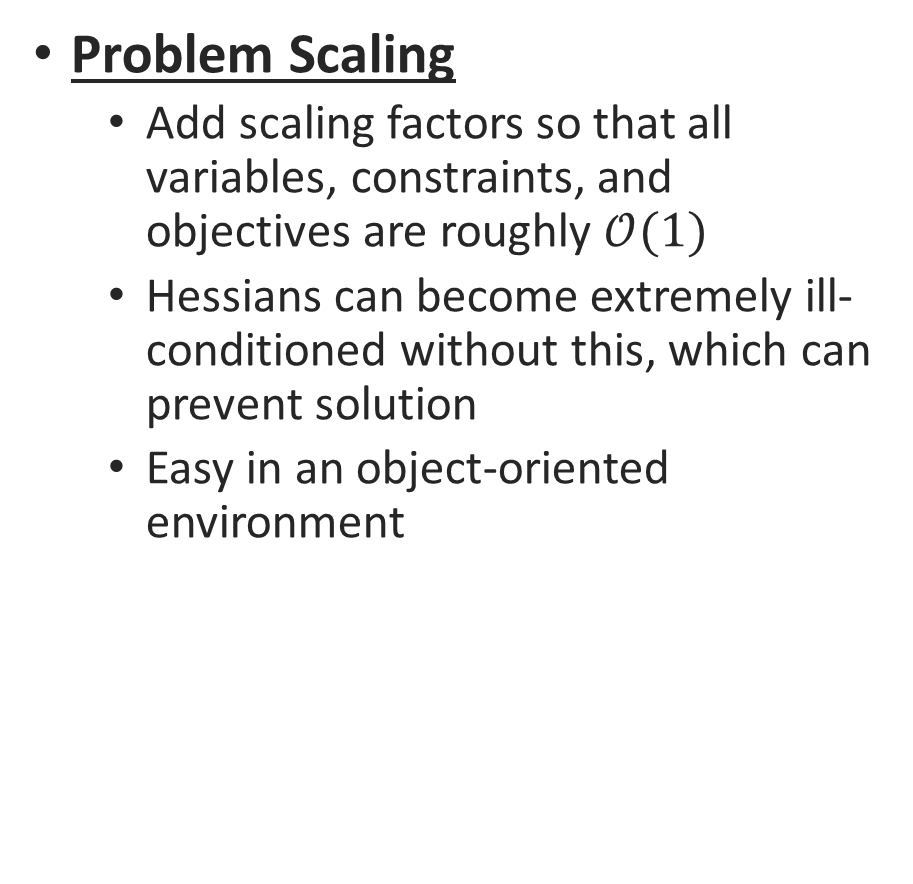 • Problem Scaling
• Add scaling factors so that all
variables, constraints, and
objectives are roughly 𝒪(1)
• Hessians can become extremely ill-
conditioned without this, which can
prevent solution
• Easy in an object-oriented
environment